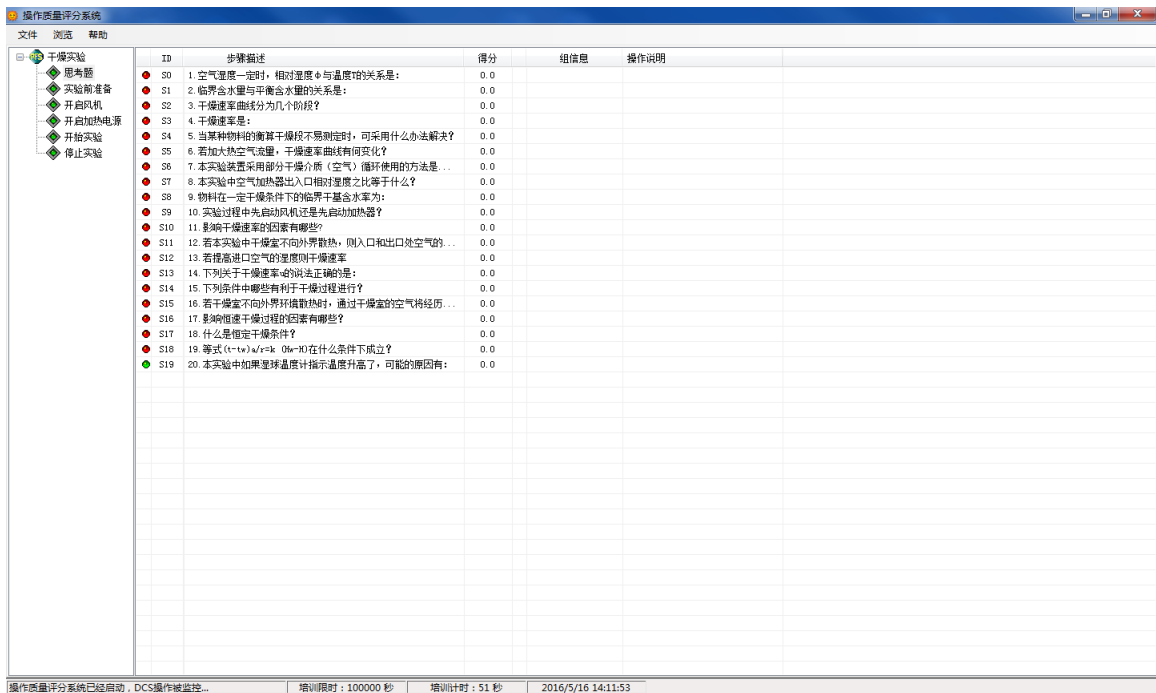 操作质量评分系统
文件 浏览 帮助
干燥实验
思考题
实验前准备
开启风机
开启加热电源
开始实验
停止实验
ID 步骤描述 得分 组信息 操作说明
S0 1.空气湿度一定时，相对湿度φ与温度T的关系是： 0.0
S1 2.临界含水量与平衡含水量的关系是： 0.0
S2 3.干燥速率曲线分为几个阶段？ 0.0
S3 4.干燥速率是： 0.0
S4 5.当某种物料的衡算干燥段不易测定时，可采用什么办法解决？ 0.0
S5 6.若加大热空气流量，干燥速率曲线有何变化？ 0.0
S6 7.本实验装置采用部分干燥介质（空气）循环使用的方法是... 0.0
S7 8.本实验中空气加热器出入口相对湿度之比等于什么？ 0.0
S8 9.物料在一定干燥条件下的临界干基含水率为： 0.0
S9 10.实验过程中先启动风机还是先启动加热器？ 0.0
S10 11.影响干燥速率的因素有哪些？ 0.0
S11 12.若本实验中干燥室不向外界散热，则入口和出口处空气的... 0.0
S12 13.若提高进口空气的湿度则干燥速率 0.0
S13 14.下列关于干燥速率u的说法正确的是： 0.0
S14 15.下列条件中哪些有利于干燥过程进行？ 0.0
S15 16.若干燥室不向外界环境散热时，通过干燥室的空气将经历... 0.0
S16 17.影响恒速干燥过程的因素有哪些？ 0.0
S17 18.什么是恒定干燥条件？ 0.0
S18 19.等式(t-tw)a/r=k (Hw-H)在什么条件下成立？ 0.0
S19 20.本实验中如果湿球温度计指示温度升高了，可能的原因有： 0.0
操作质量评分系统已经启动，DCS操作被监控... 培训限时：100000 秒 培训计时：51 秒 2016/5/16 14:11:53